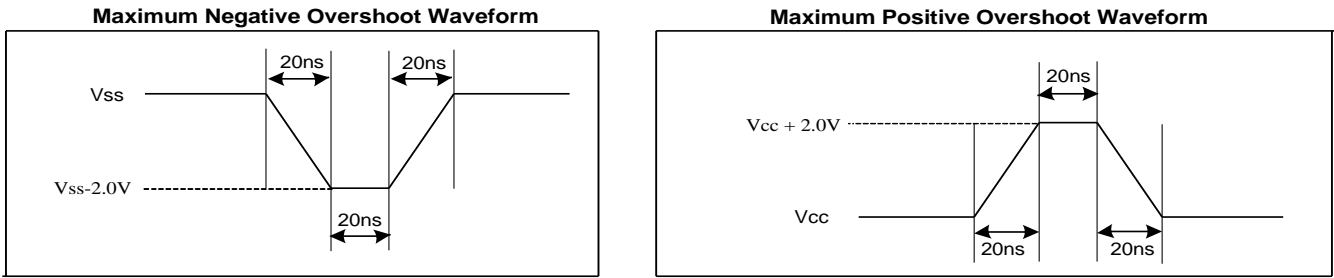 Maximum Negative Overshoot Waveform
20ns
20ns
Vss
Vss-2.0V
20ns
Maximum Positive Overshoot Waveform
20ns
Vcc + 2.0V
Vcc
20ns
20ns